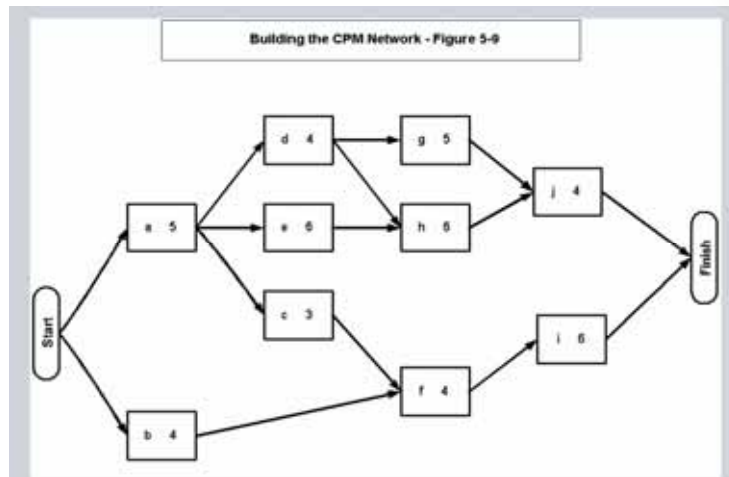 Building the CPM Network - Figure 5-9
d 4
g 5
j 4
a 5
e 6
h 6
Finish
c 3
Start
i 6
f 4
b 4